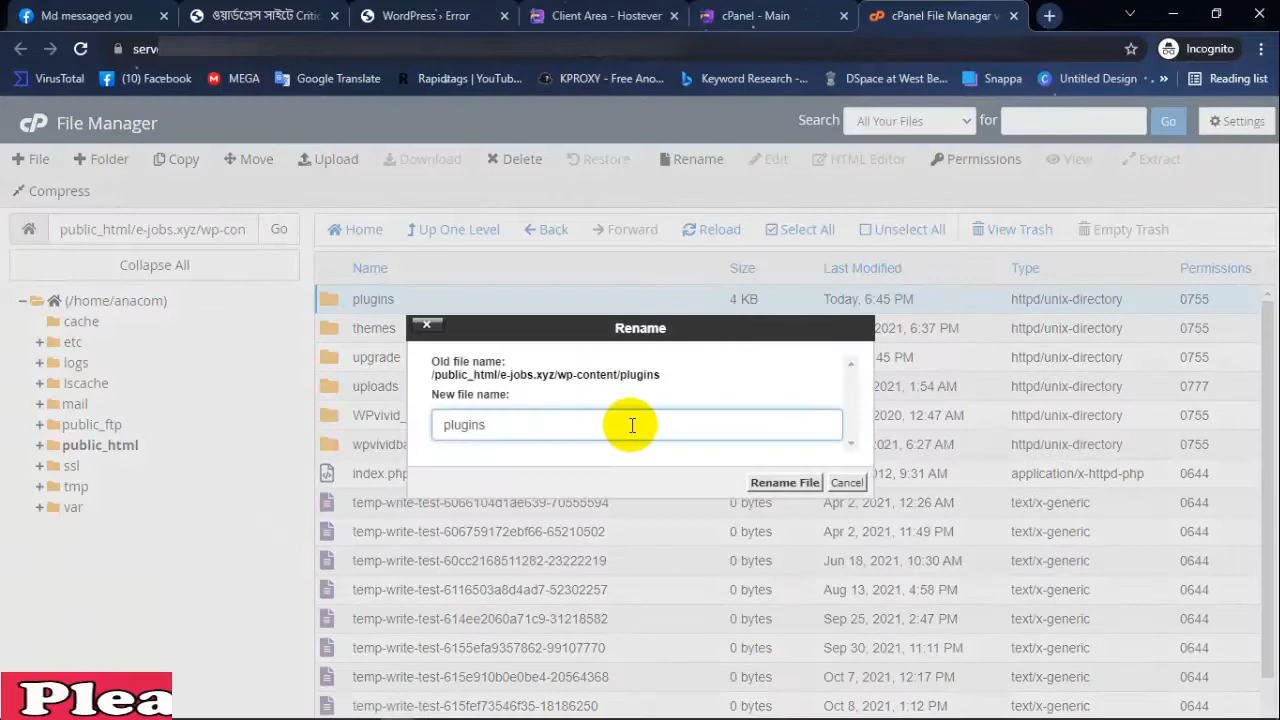 Md messaged you
ওয়ার্ডপ্রেস সাইটে Critic
WordPress › Error
Client Area - Hostever
cPanel - Main
cPanel File Manager v
serv
Incognito
VirusTotal
(10) Facebook
MEGA
Google Translate
Rapidtags | YouTub...
KPROXY - Free Ano...
Keyword Research -...
DSpace at West Be...
Snappa
Untitled Design
Reading list
cP File Manager
Search All Your Files for Go Settings
File Folder Copy Move Upload Download Delete Restore Rename Edit HTML Editor Permissions View Extract
Compress
public_html/e-jobs.xyz/wp-con Go
Home Up One Level Back Forward Reload Select All Unselect All View Trash Empty Trash
Collapse All
(/home/anacom)
cache
etc
logs
lscache
mail
public_ftp
public_html
ssl
tmp
var
Name Size Last Modified Type Permissions
plugins 4 KB Today, 6:45 PM httpd/unix-directory 0755
themes 2021, 6:37 PM httpd/unix-directory 0755
upgrade 45 PM httpd/unix-directory 0755
uploads 2021, 1:54 AM httpd/unix-directory 0777
WPvivid_ 2020, 12:47 AM httpd/unix-directory 0755
wpvividba httpd/unix-directory 0755
index.php 012, 9:31 AM application/x-httpd-php 0644
temp-write-test-6066104d1ae639-70555594 0 bytes Apr 2, 2021, 12:26 AM text/x-generic 0644
temp-write-test-606759172ebf66-65210502 0 bytes Apr 2, 2021, 11:49 PM text/x-generic 0644
temp-write-test-60cc2168511282-23222219 0 bytes Jun 18, 2021, 10:30 AM text/x-generic 0644
temp-write-test-6116503a8d4ad7-52302257 0 bytes Aug 13, 2021, 4:58 PM text/x-generic 0644
temp-write-test-614ee2060a71c9-31218582 0 bytes Sep 25, 2021, 2:47 PM text/x-generic 0644
temp-write-test-6155efa9357862-99107770 0 bytes Sep 30, 2021, 11:11 PM text/x-generic 0644
temp-write-test-615e910b0e0be4-20564368 0 bytes Oct 7, 2021, 12:17 PM text/x-generic 0644
temp-write-test-615fef73546f35-18186250 0 bytes Oct 8, 2021, 1:12 PM text/x-generic 0644
Rename
Old file name:
/public_html/e-jobs.xyz/wp-content/plugins
New file name:
plugins
Rename File Cancel
Plea